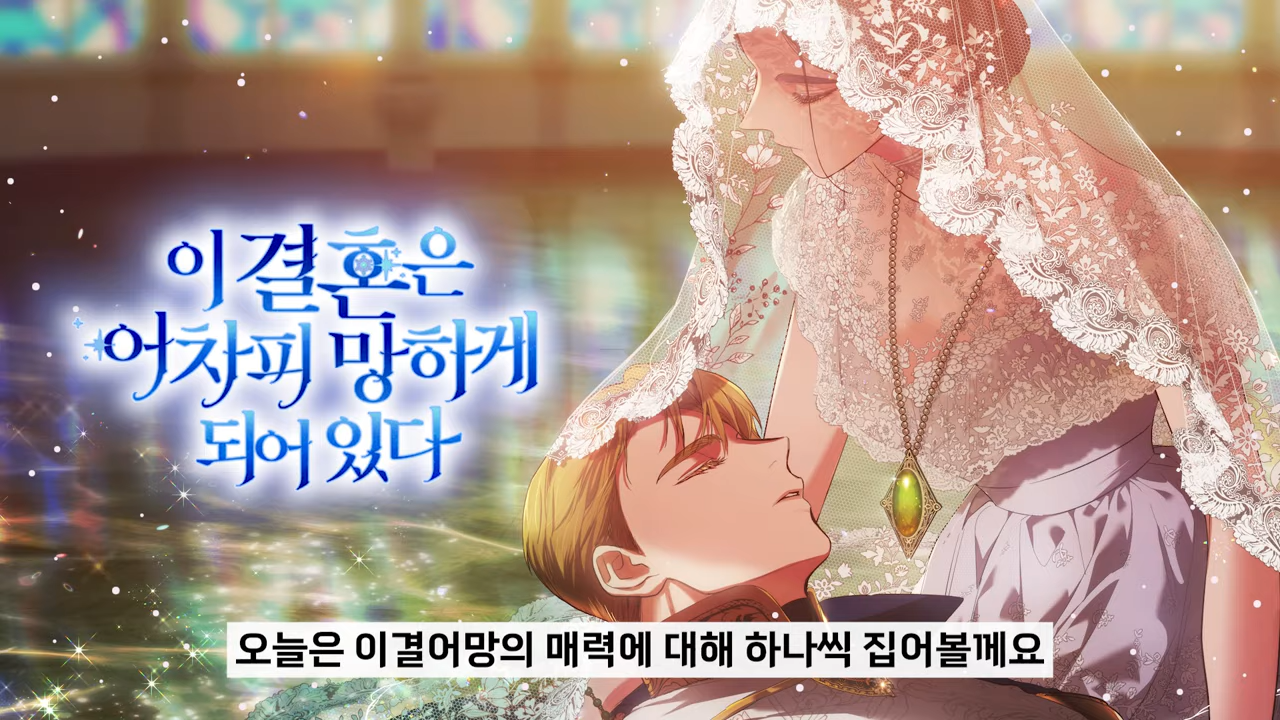 이 결혼은
어차피 망하게
되어 있다
오늘은 이결어망의 매력에 대해 하나씩 집어볼께요